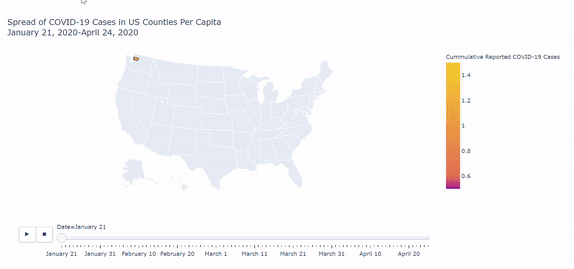 Spread of COVID-19 Cases in US Counties Per Capita
January 21, 2020-April 24, 2020
Cummulative Reported COVID-19 Cases
1.4
1.2
1
0.8
0.6
Date=January 21
January 21 January 31 February 10 February 20 March 1 March 11 March 21 March 31 April 10 April 20